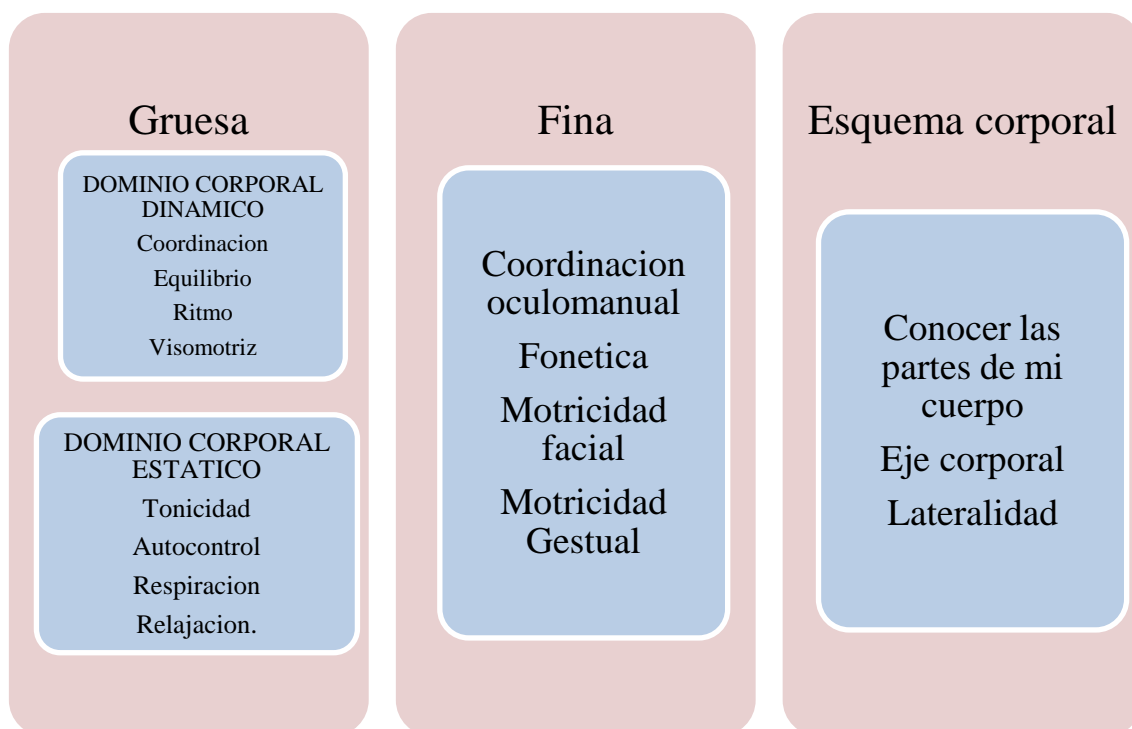 Gruesa
DOMINIO CORPORAL
DINAMICO
Coordinacion
Equilibrio
Ritmo
Visomotriz
DOMINIO CORPORAL
ESTATICO
Tonicidad
Autocontrol
Respiracion
Relajacion.
Fina
Coordinacion
oculomanual
Fonetica
Motricidad
facial
Motricidad
Gestual
Esquema corporal
Conocer las
partes de mi
cuerpo
Eje corporal
Lateralidad